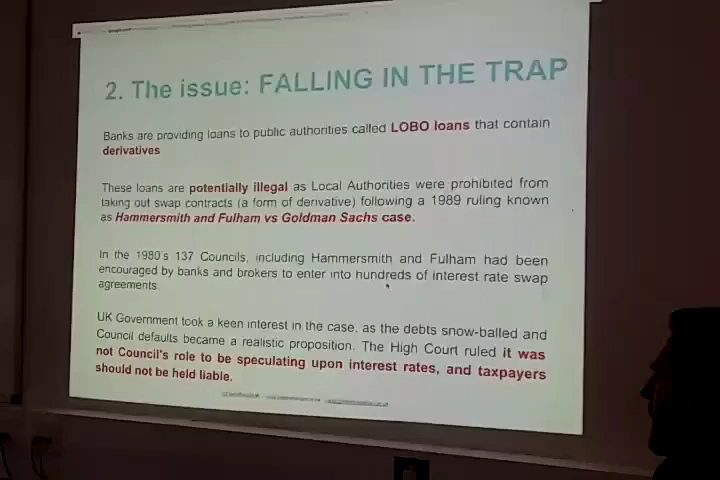 2. The issue: FALLING IN THE TRAP
Banks are providing loans to public authorities called LOBO loans that contain
derivatives
These loans are potentially illegal as Local Authorities were prohibited from
taking out swap contracts (a form of derivative) following a 1989 ruling known
as Hammersmith and Fulham vs Goldman Sachs case.
In the 1980's 137 Councils, including Hammersmith and Fulham had been
encouraged by banks and brokers to enter into hundreds of interest rate swap
agreements
UK Government took a keen interest in the case, as the debts snow-balled and
Council defaults became a realistic proposition. The High Court ruled it was
not Council's role to be speculating upon interest rates, and taxpayers
should not be held liable.